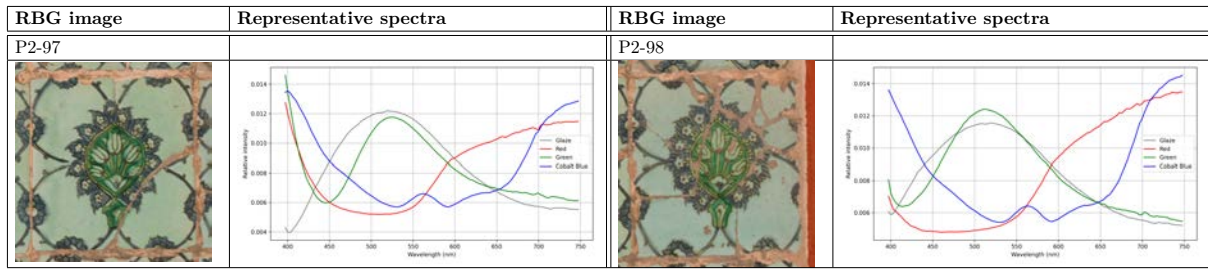 RBG image Representative spectra RBG image Representative spectra
P2-97 P2-98
0.014
0.012
0.010
0.008
0.006
0.004
Relative intensity
400 450 500 550 600 650 700 750
Wavelength (nm)
Glaze
Red
Green
Cobalt Blue
0.014
0.012
0.010
0.008
0.006
Relative intensity
400 450 500 550 600 650 700 750
Wavelength (nm)
Glaze
Red
Green
Cobalt Blue